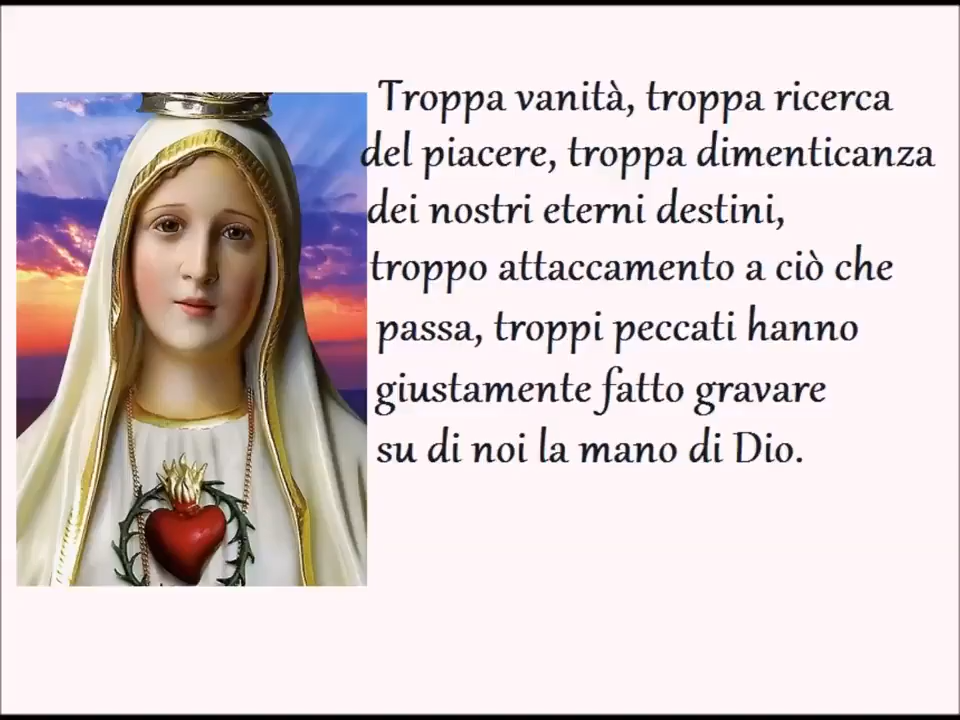 Troppa vanità, troppa ricerca
del piacere, troppa dimenticanza
dei nostri eterni destini,
troppo attaccamento a ciò che
passa, troppi peccati hanno
giustamente fatto gravare
su di noi la mano di Dio.